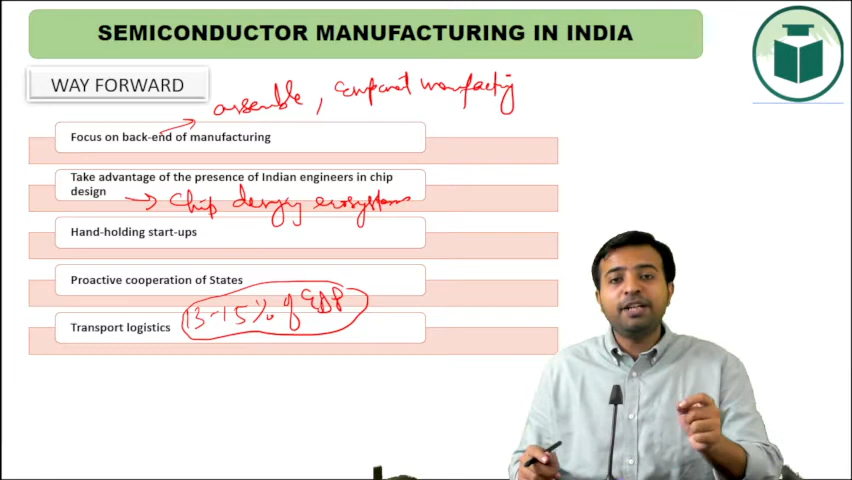 SEMICONDUCTOR MANUFACTURING IN INDIA
WAY FORWARD
assemble,
Focus on back-end of manufacturing
Take advantage of the presence of Indian engineers in chip
design
→ chip design ecosystem
Hand-holding start-ups
Proactive cooperation of States
Transport logistics
13-15% of GDP